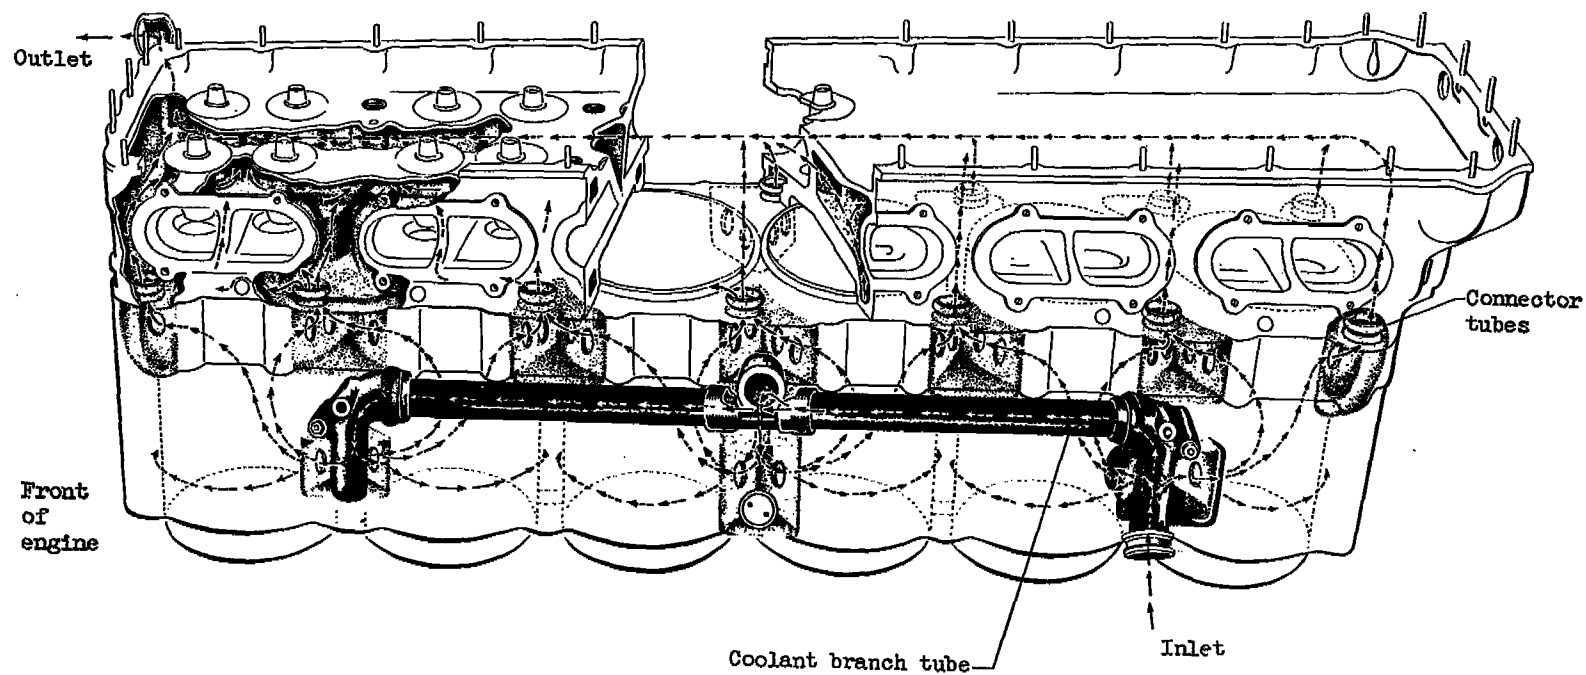 Outlet
Connector
tubes
Front
of
engine
Coolant branch tube
Inlet